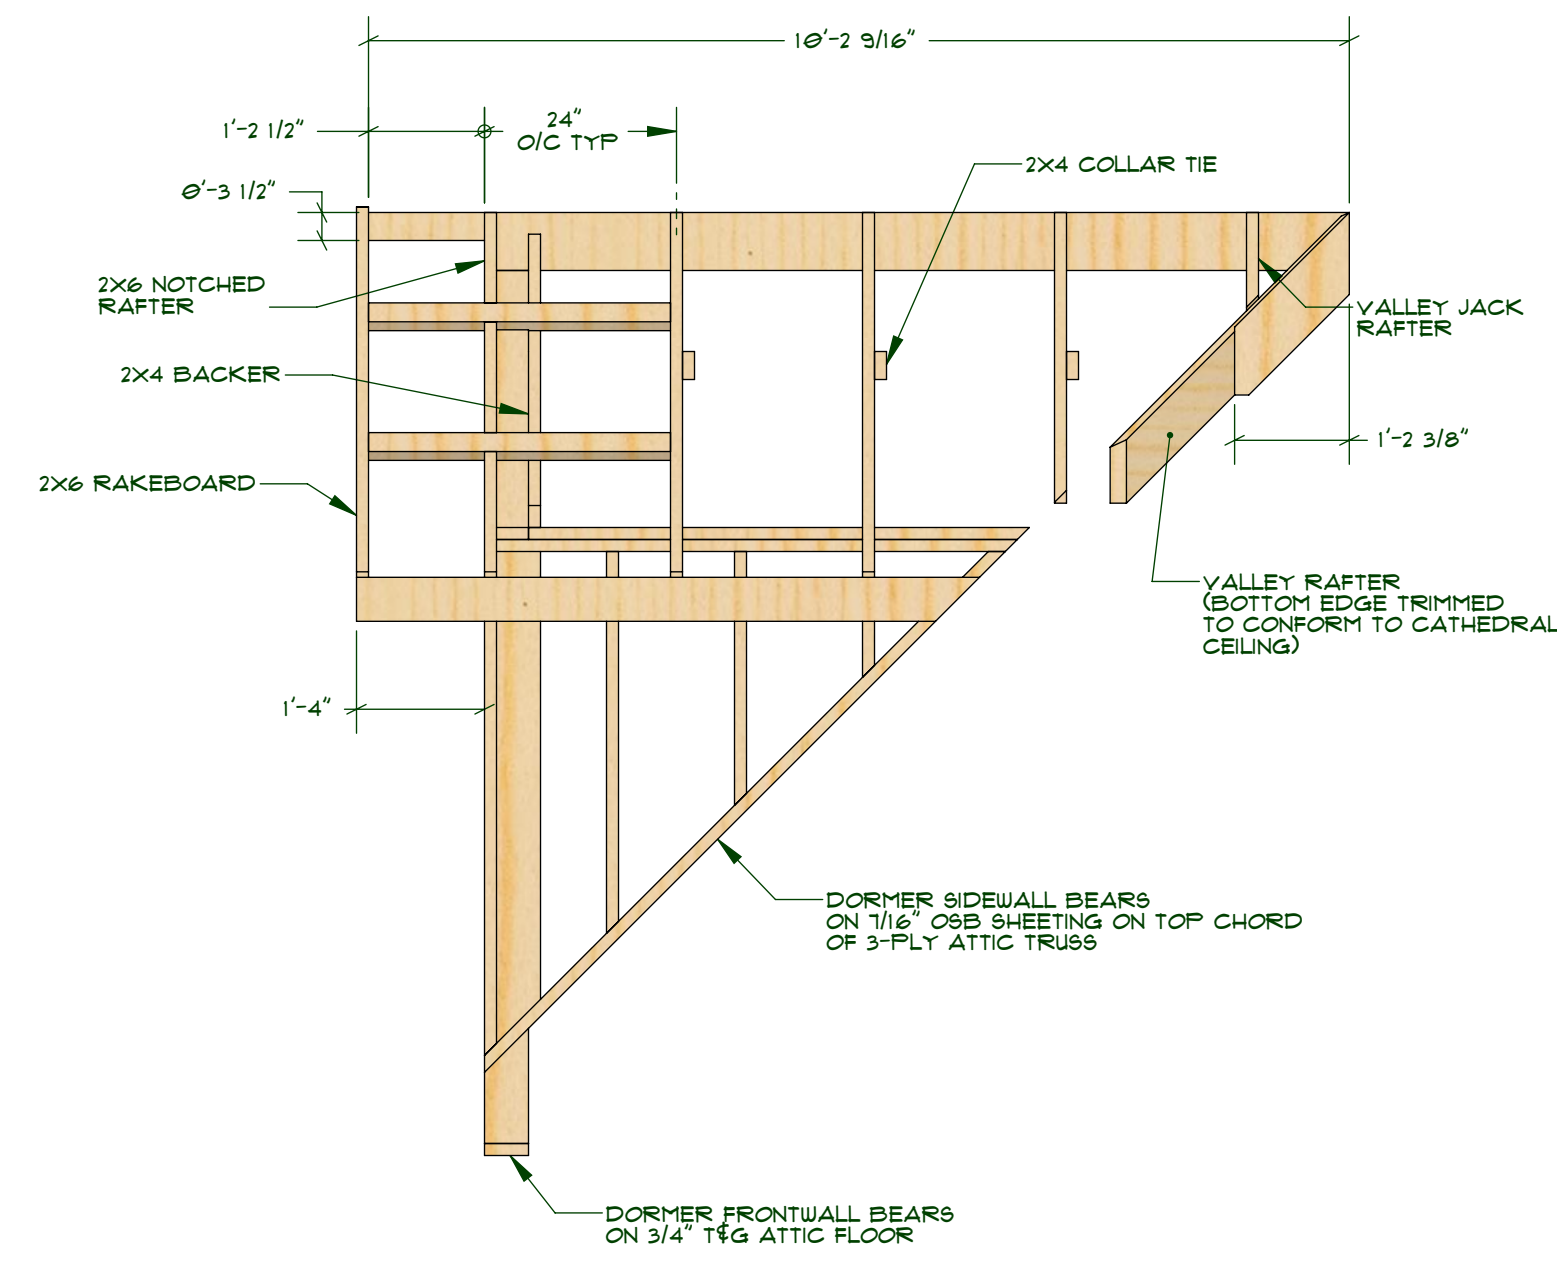 10'-2 9/16"
1'-2 1/2"
24"
O/C TYP
2X4 COLLAR TIE
0'-3 1/2"
2X6 NOTCHED
RAFTER
VALLEY JACK
RAFTER
2X4 BACKER
1'-2 3/8"
2X6 RAKEBOARD
VALLEY RAFTER
(BOTTOM EDGE TRIMMED
TO CONFORM TO CATHEDRAL
CEILING)
1'-4"
DORMER SIDEWALL BEARS
ON 7/16" OSB SHEETING ON TOP CHORD
OF 3-PLY ATTIC TRUSS
DORMER FRONTWALL BEARS
ON 3/4" T&G ATTIC FLOOR